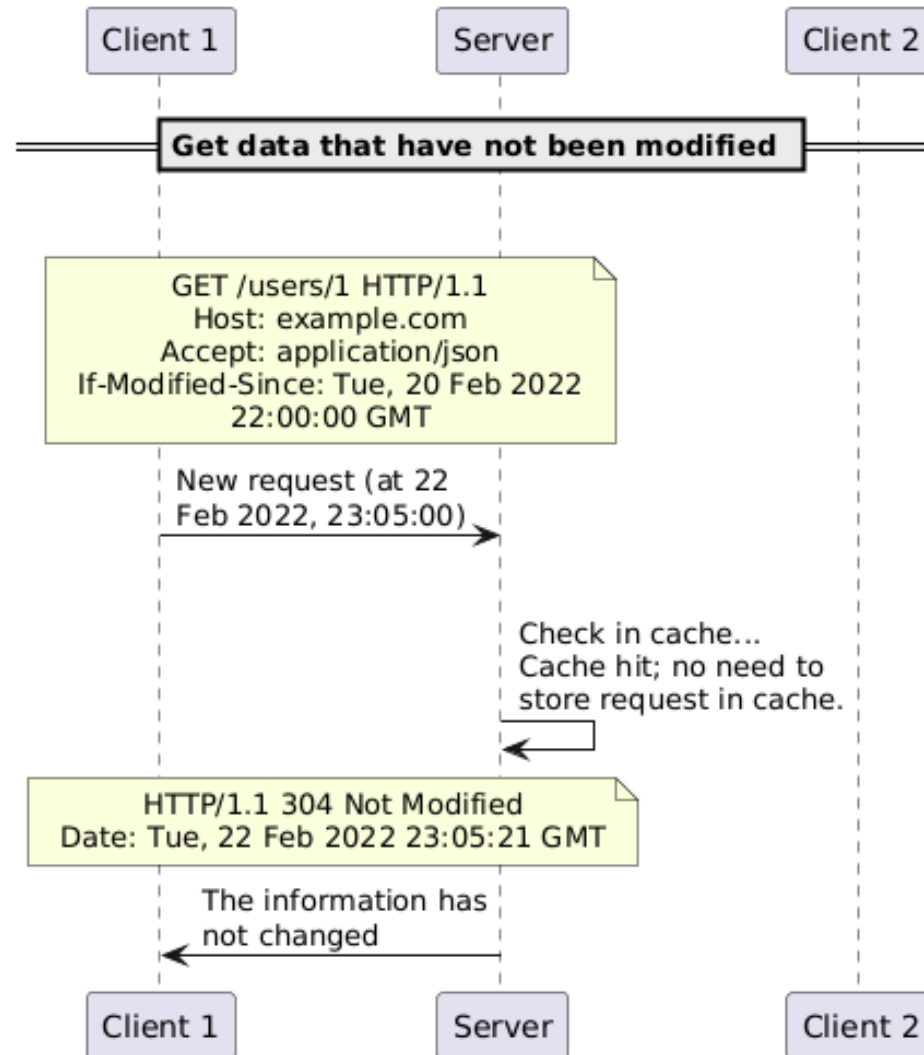 Client 1
Server
Client 2
Get data that have not been modified
GET /users/1 HTTP/1.1
Host: example.com
Accept: application/json
If-Modified-Since: Tue, 20 Feb 2022
22:00:00 GMT
New request (at 22
Feb 2022, 23:05:00)
Check in cache...
Cache hit; no need to
store request in cache.
HTTP/1.1 304 Not Modified
Date: Tue, 22 Feb 2022 23:05:21 GMT
The information has
not changed
Client 1
Server
Client 2